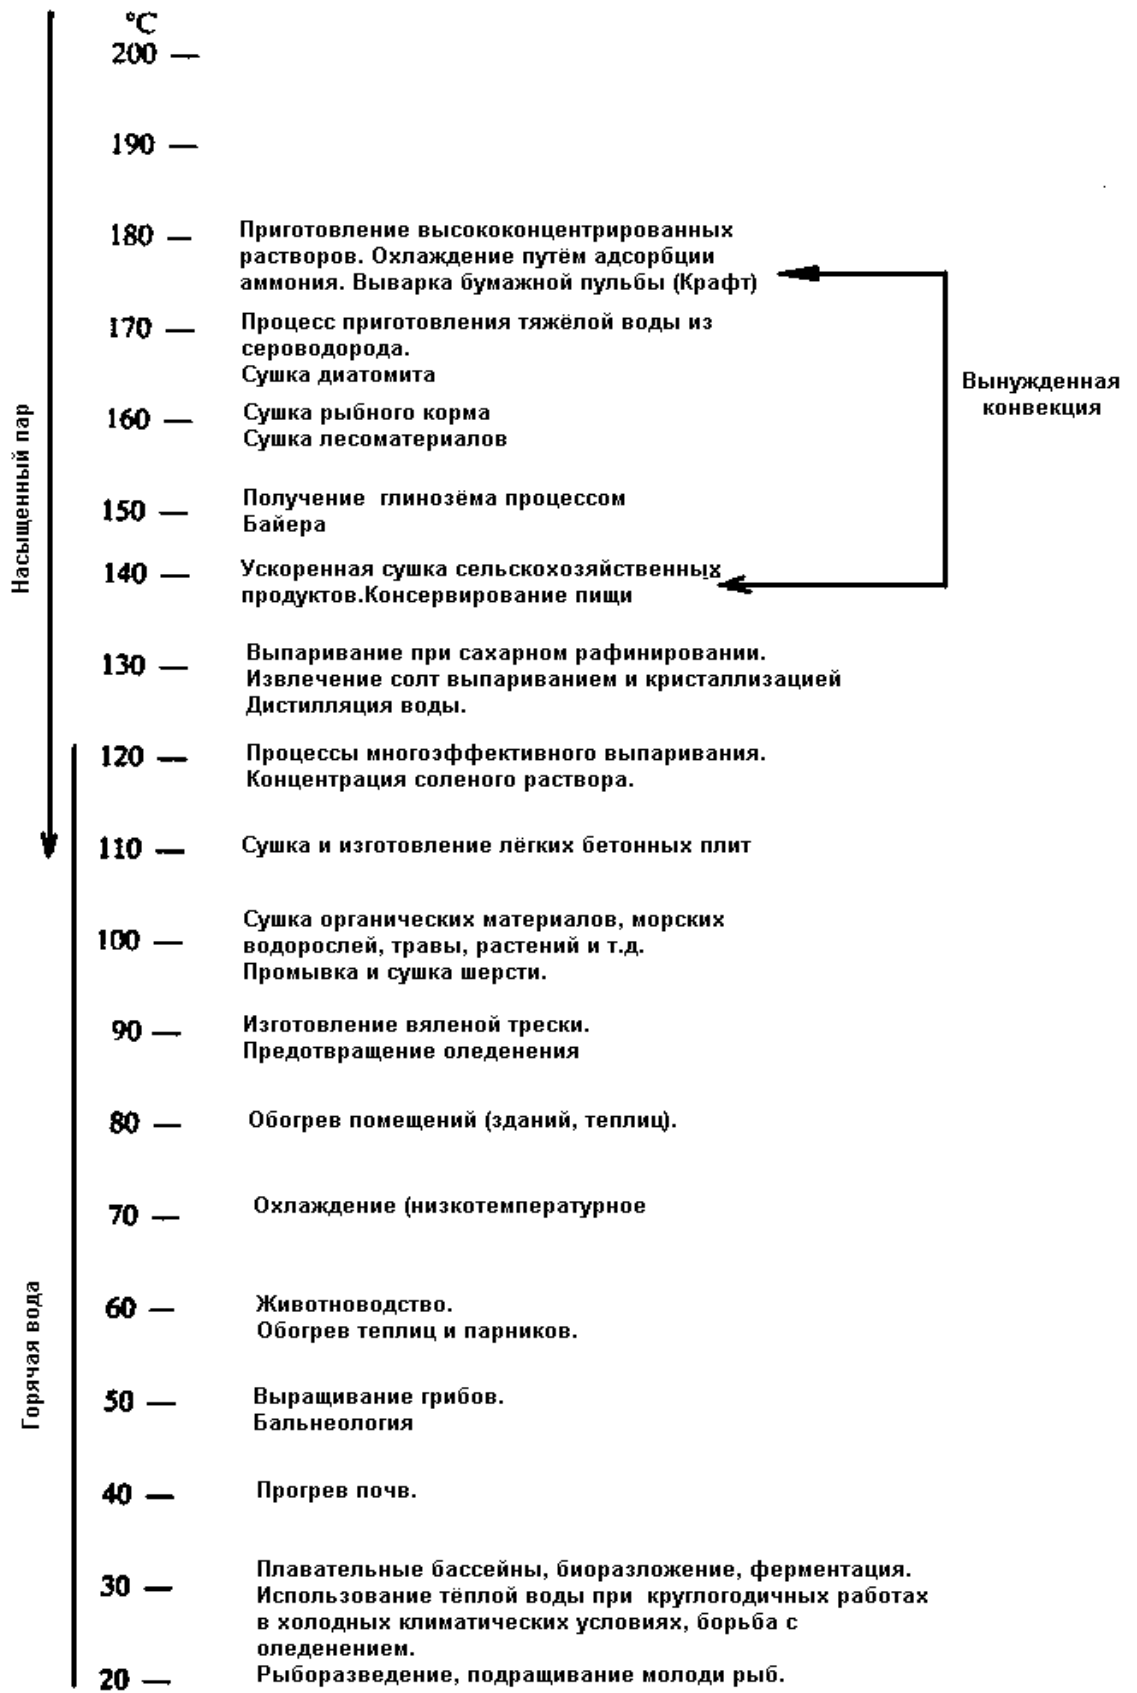 °C
200
190
180
Приготовление высококонцентрированных
растворов. Охлаждение путём адсорбции
аммония. Выварка бумажной пульбы (Крафт)
170
Процесс приготовления тяжёлой воды из
сероводорода.
Сушка диатомита
Вынужденная
конвекция
160
Сушка рыбного корма
Сушка лесоматериалов
Насыщенный пар
150
Получение глинозёма процессом
Байера
140
Ускоренная сушка сельскохозяйственных
продуктов.Консервирование пищи
130
Выпаривание при сахарном рафинировании.
Извлечение солт выпариванием и кристаллизацией
Дистилляция воды.
120
Процессы многоэффективного выпаривания.
Концентрация соленого раствора.
110
Сушка и изготовление лёгких бетонных плит
100
Сушка органических материалов, морских
водорослей, травы, растений и т.д.
Промывка и сушка шерсти.
90
Изготовление вяленой трески.
Предотвращение оледенения
80
Обогрев помещений (зданий, теплиц).
70
Охлаждение (низкотемпературное
60
Животноводство.
Обогрев теплиц и парников.
Горячая вода
50
Выращивание грибов.
Бальнеология
40
Прогрев почв.
30
Плавательные бассейны, биоразложение, ферментация.
Использование тёплой воды при круглогодичных работах
в холодных климатических условиях, борьба с
оледенением.
20
Рыборазведение, подращивание молоди рыб.